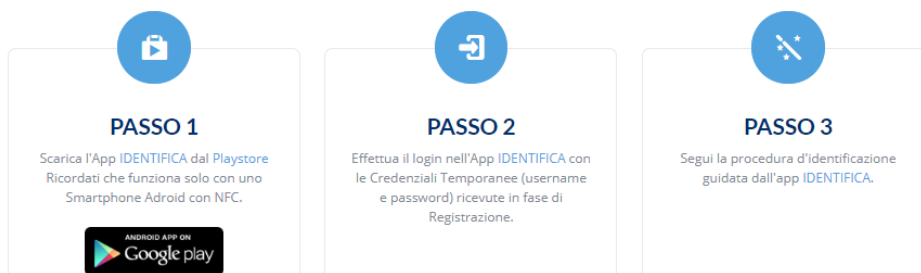 PASSO 1
Scarica l'App IDENTIFICA dal Playstore
Ricordati che funziona solo con uno
Smartphone Adroid con NFC.
ANDROID APP ON
Google play
PASSO 2
Effettua il login nell'App IDENTIFICA con
le Credenziali Temporanee (username
e password) ricevute in fase di
Registrazione.
PASSO 3
Segui la procedura d'identificazione
guidata dall'app IDENTIFICA.